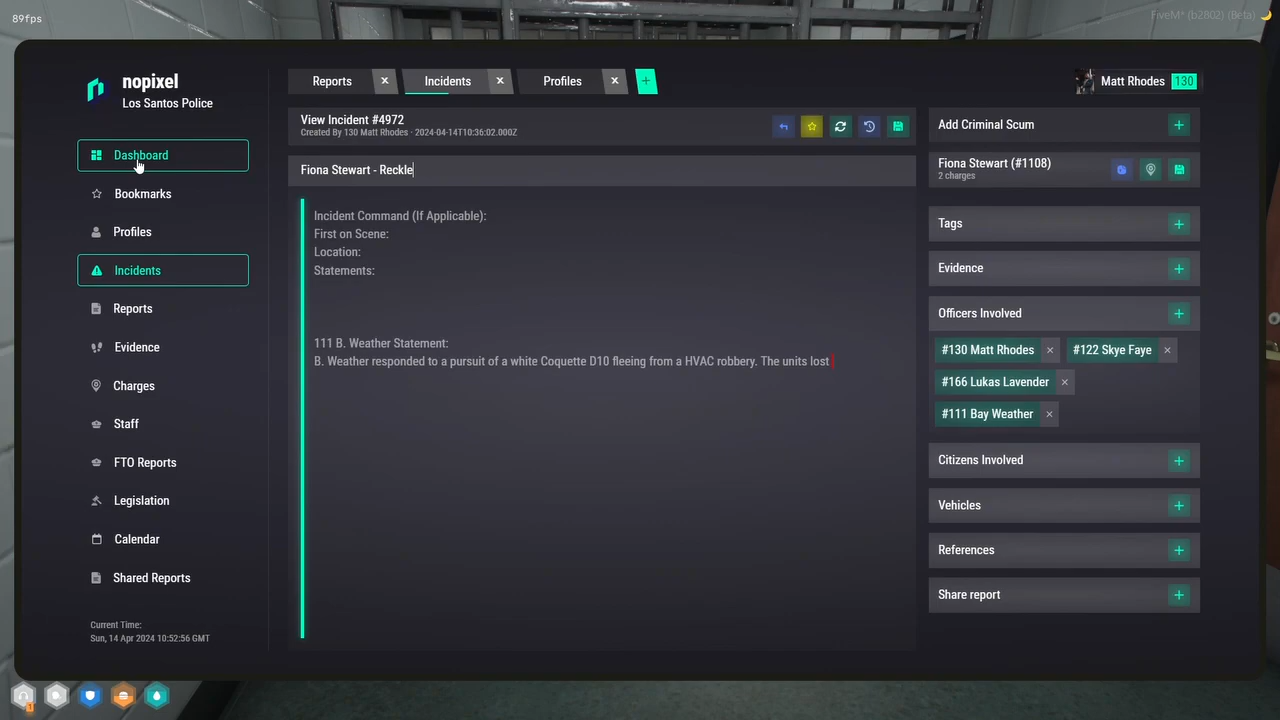 89fps
FiveM* (b2802) (Beta)
nopixel
Los Santos Police
Dashboard
Bookmarks
Profiles
Incidents
Reports
Evidence
Charges
Staff
FTO Reports
Legislation
Calendar
Shared Reports
Current Time:
Sun, 14 Apr 2024 10:52:56 GMT
Reports
Incidents
Profiles
Matt Rhodes 130
View Incident #4972
Created By 130 Matt Rhodes · 2024-04-14T10:36:02.000Z
Fiona Stewart - Reckle
Incident Command (If Applicable):
First on Scene:
Location:
Statements:
111 B. Weather Statement:
B. Weather responded to a pursuit of a white Coquette D10 fleeing from a HVAC robbery. The units lost
Add Criminal Scum
Fiona Stewart (#1108)
2 charges
Tags
Evidence
Officers Involved
#130 Matt Rhodes
#122 Skye Faye
#166 Lukas Lavender
#111 Bay Weather
Citizens Involved
Vehicles
References
Share report
1